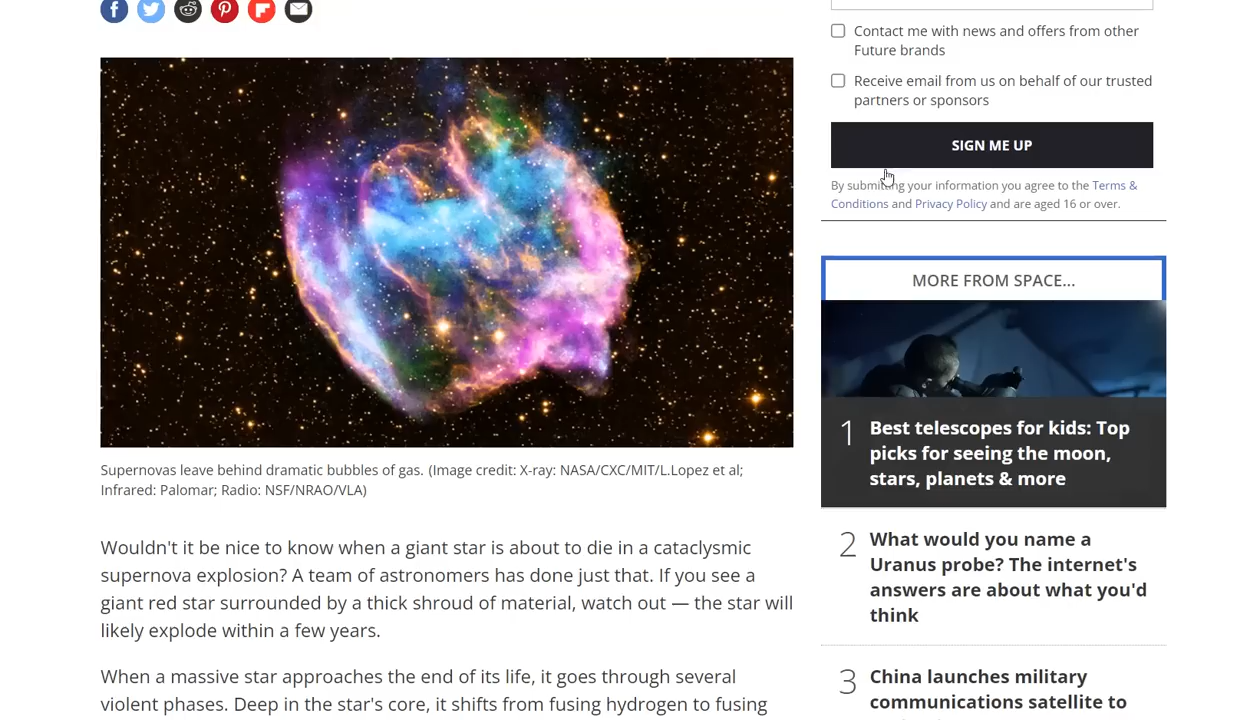 Contact me with news and offers from other
Future brands
Receive email from us on behalf of our trusted
partners or sponsors
SIGN ME UP
By submitting your information you agree to the Terms &
Conditions and Privacy Policy and are aged 16 or over.
MORE FROM SPACE...
1 Best telescopes for kids: Top
picks for seeing the moon,
stars, planets & more
2 What would you name a
Uranus probe? The internet's
answers are about what you'd
think
3 China launches military
communications satellite to
Supernovas leave behind dramatic bubbles of gas. (Image credit: X-ray: NASA/CXC/MIT/L.Lopez et al;
Infrared: Palomar; Radio: NSF/NRAO/VLA)
Wouldn't it be nice to know when a giant star is about to die in a cataclysmic
supernova explosion? A team of astronomers has done just that. If you see a
giant red star surrounded by a thick shroud of material, watch out — the star will
likely explode within a few years.
When a massive star approaches the end of its life, it goes through several
violent phases. Deep in the star's core, it shifts from fusing hydrogen to fusing